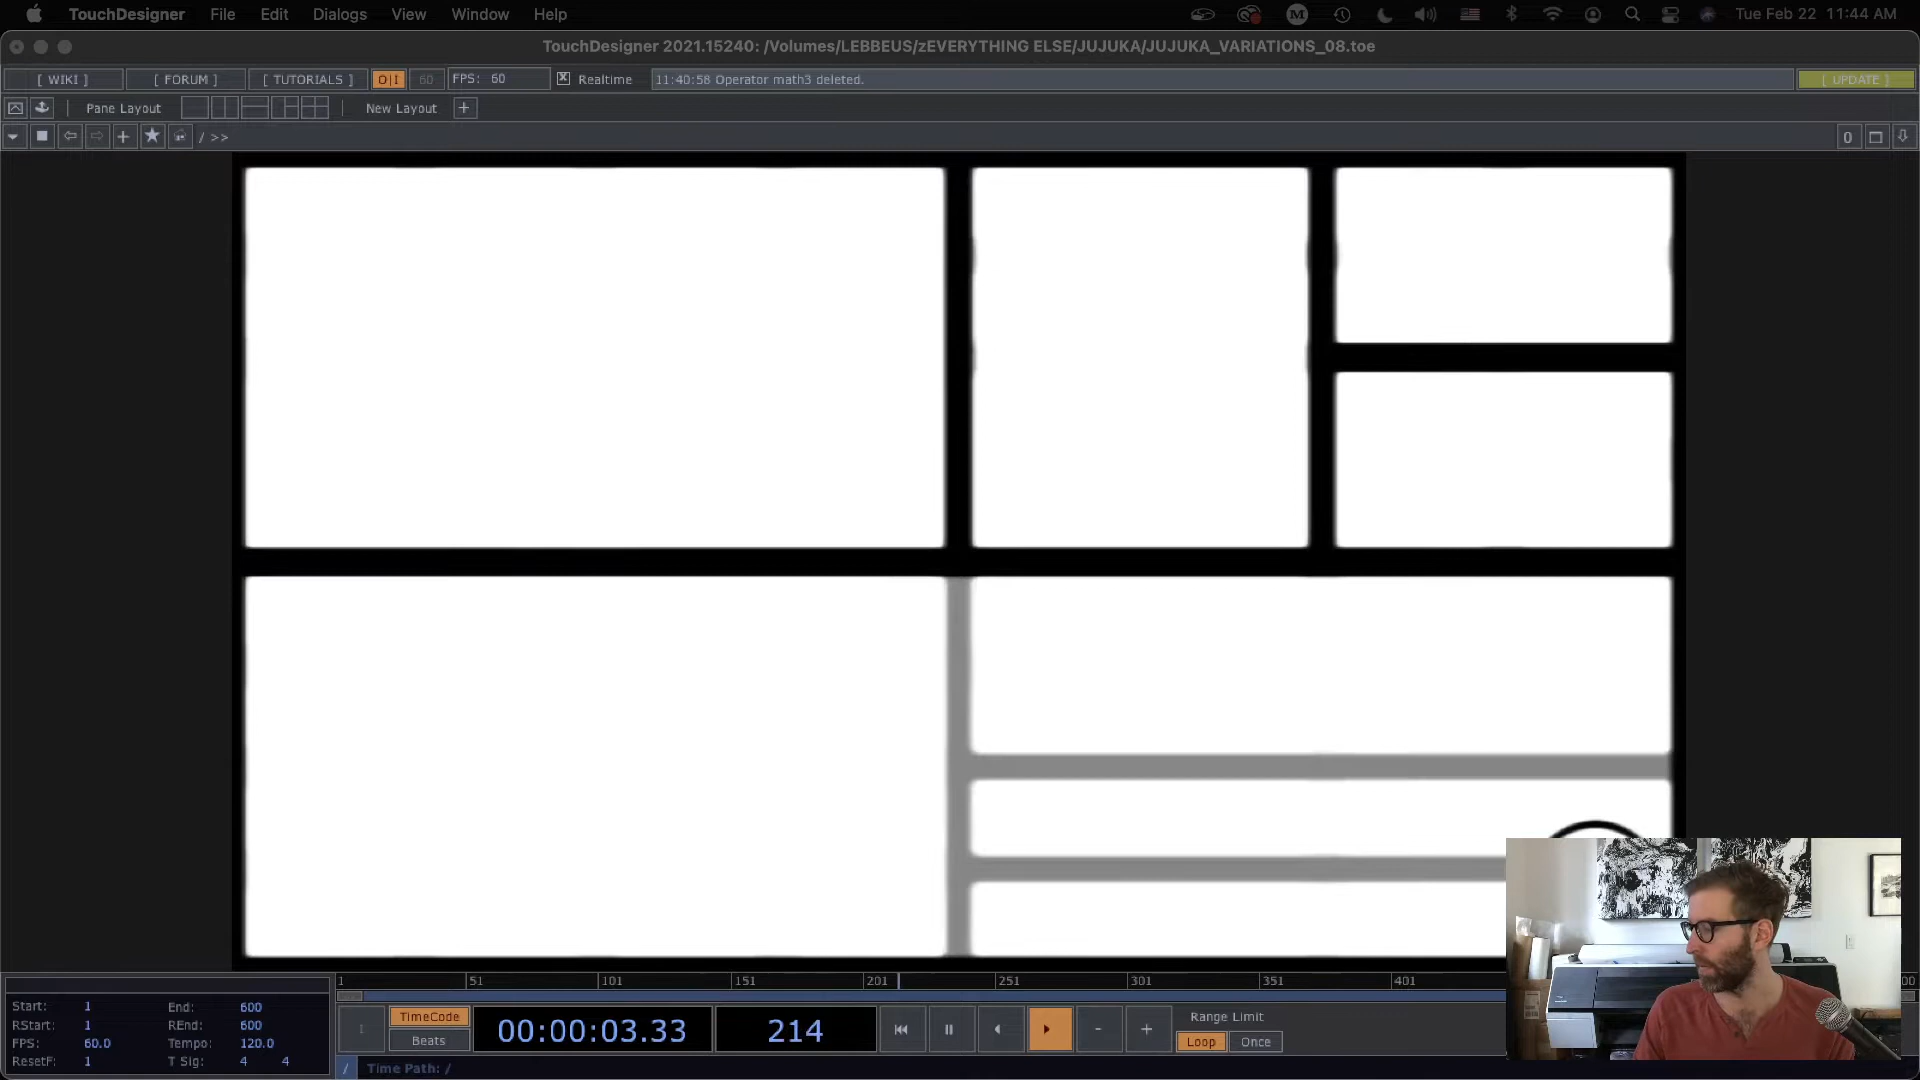 TouchDesigner File Edit Dialogs View Window Help
M
Tue Feb 22 11:44 AM
TouchDesigner 2021.15240: /Volumes/LEBBEUS/zEVERYTHING ELSE/JUJUKA/JUJUKA_VARIATIONS_08.toe
[ WIKI ] [ FORUM ] [ TUTORIALS ] O|I 60 FPS: 60 Realtime 11:40:58 Operator math3 deleted. [ UPDATE ]
Pane Layout New Layout +
/ >> 0
1 51 101 151 201 251 301 351 401
Start: 1 End: 600
RStart: 1 REnd: 600
FPS: 60.0 Tempo: 120.0
ResetF: 1 T Sig: 4 4
TimeCode
Beats
00:00:03.33
214
- +
Range Limit
Loop Once
/ Time Path: /